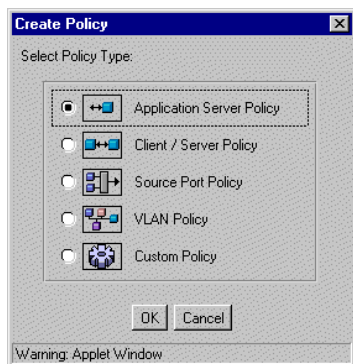 Create Policy
Select Policy Type:
Application Server Policy
Client / Server Policy
Source Port Policy
VLAN Policy
Custom Policy
OK Cancel
Warning: Applet Window